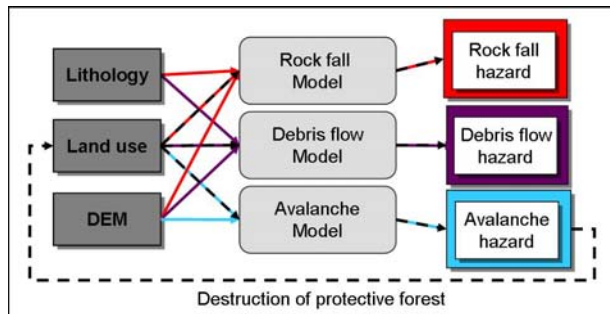 Lithology
Land use
DEM
Rock fall
Model
Debris flow
Model
Avalanche
Model
Rock fall
hazard
Debris flow
hazard
Avalanche
hazard
Destruction of protective forest